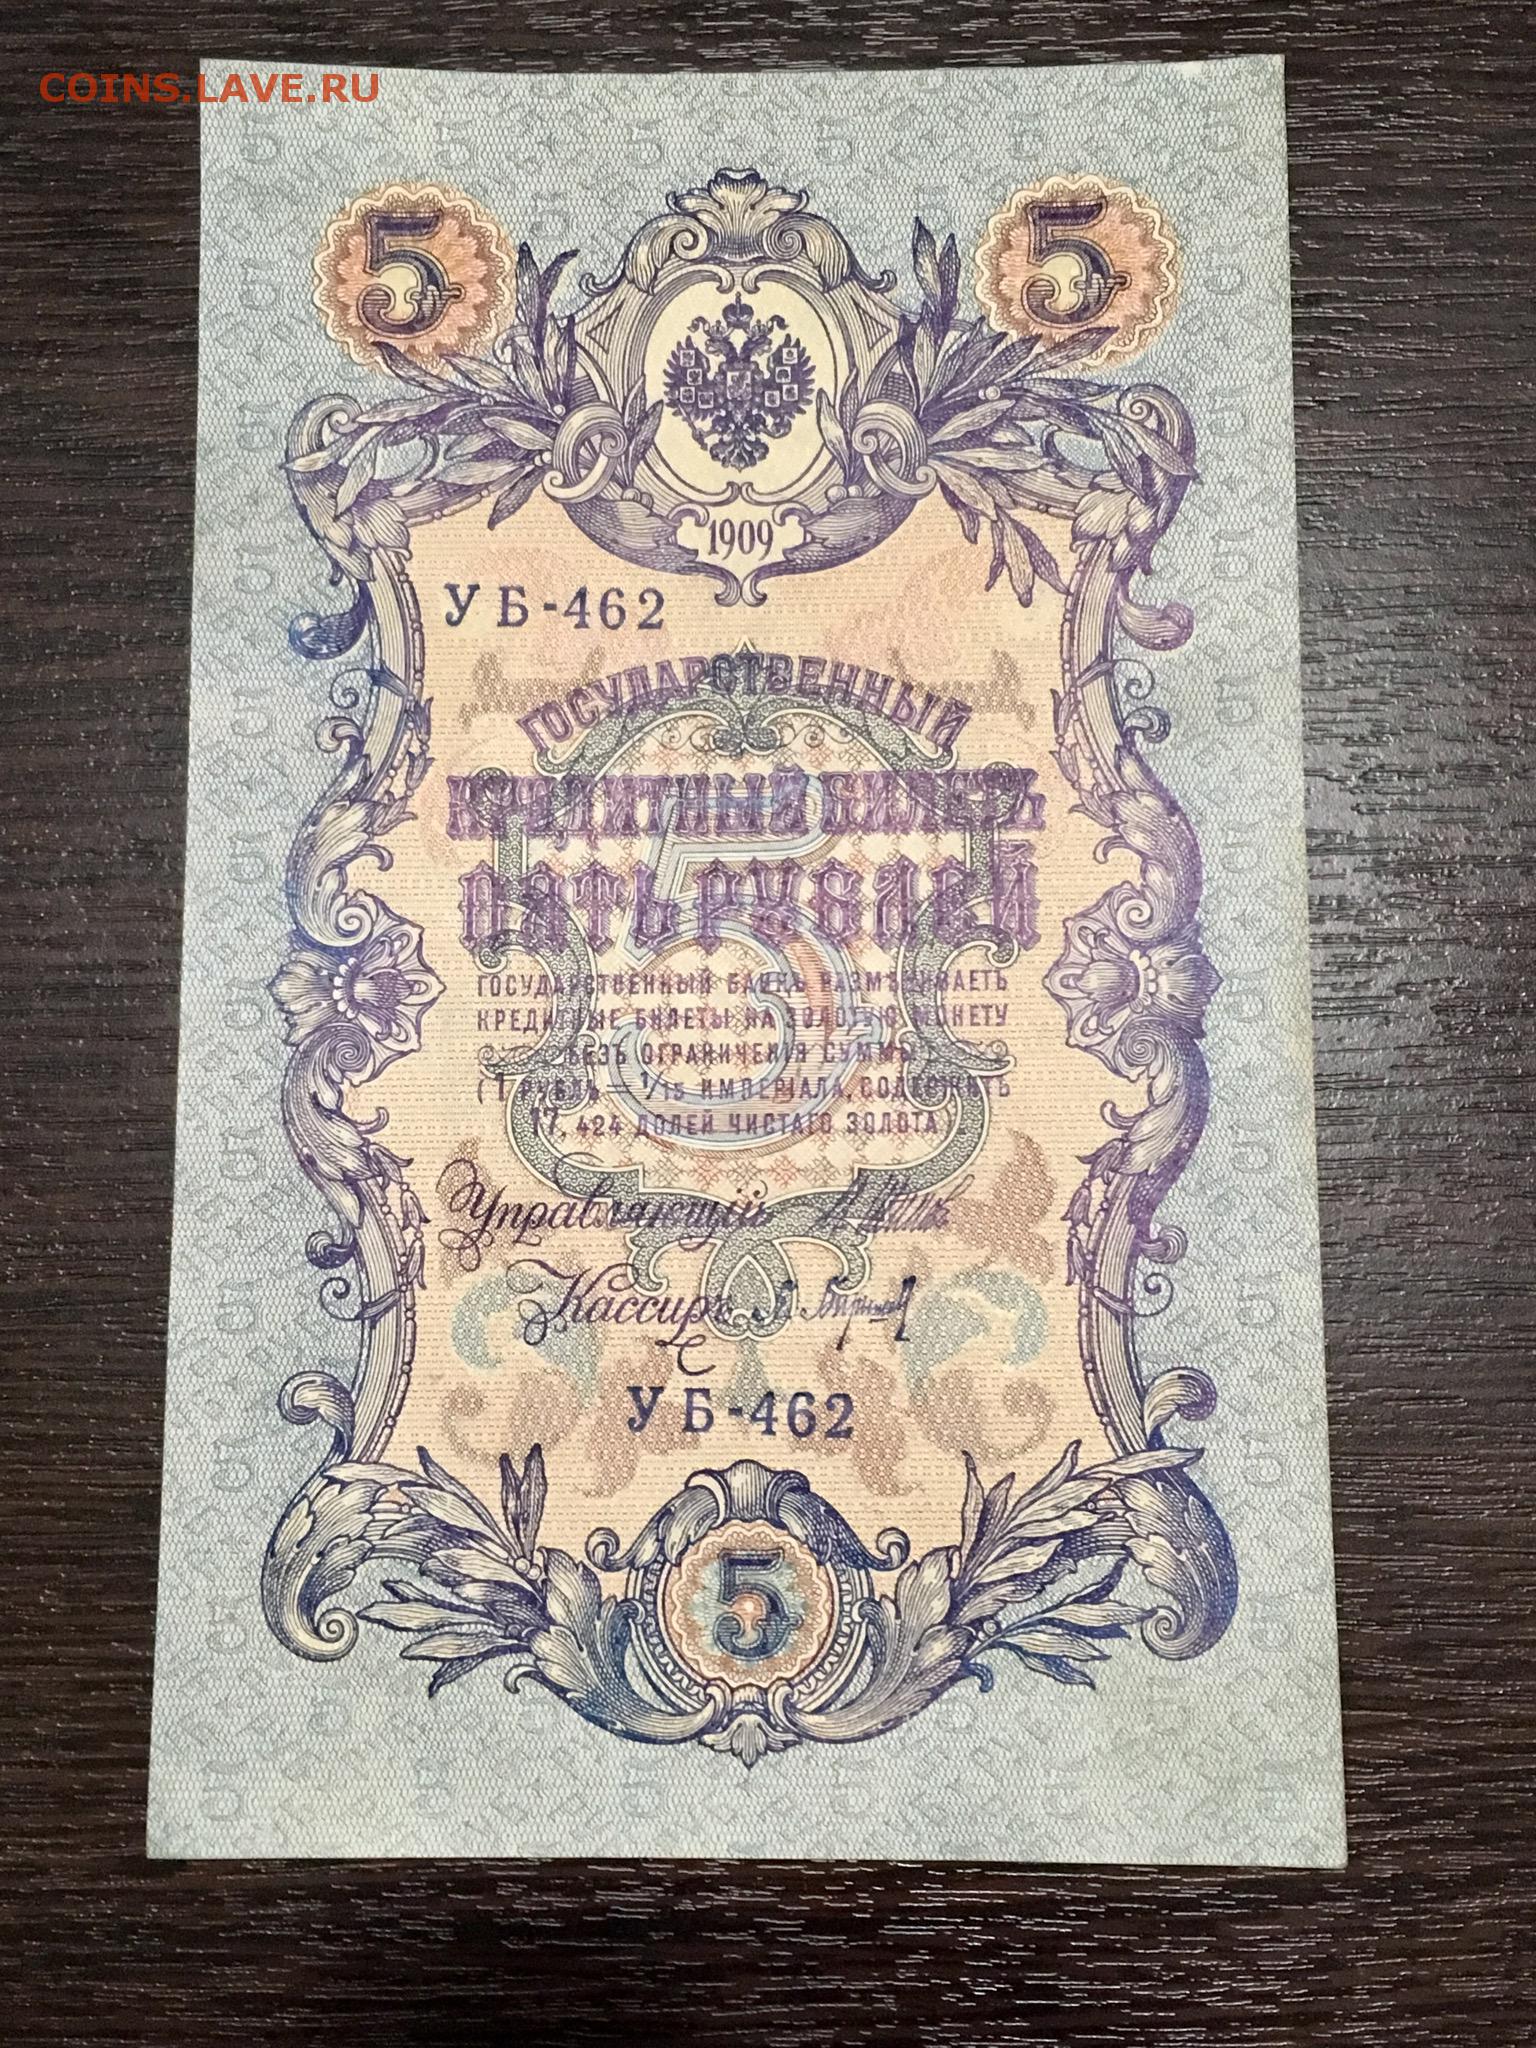 COINS.LAVE.RU
5 5
1909
УБ-462
ГОСУДАРСТВЕННЫЙ
КРЕДИТНЫЙ БИЛЕТЪ
ПЯТЬ РУБЛЕЙ
5
ГОСУДАРСТВЕННЫЙ БАНКЪ РАЗМѢНИВАЕТЪ
КРЕДИТНЫЕ БИЛЕТЫ НА ЗОЛОТУЮ МОНЕТУ
БЕЗЪ ОГРАНИЧЕНІЯ СУММЫ
(1 РУБЛЬ = 1/15 ИМПЕРІАЛА, СОДЕРЖИТЪ
17,424 ДОЛЕЙ ЧИСТАГО ЗОЛОТА)
Управляющій
Кассиръ
УБ-462
5